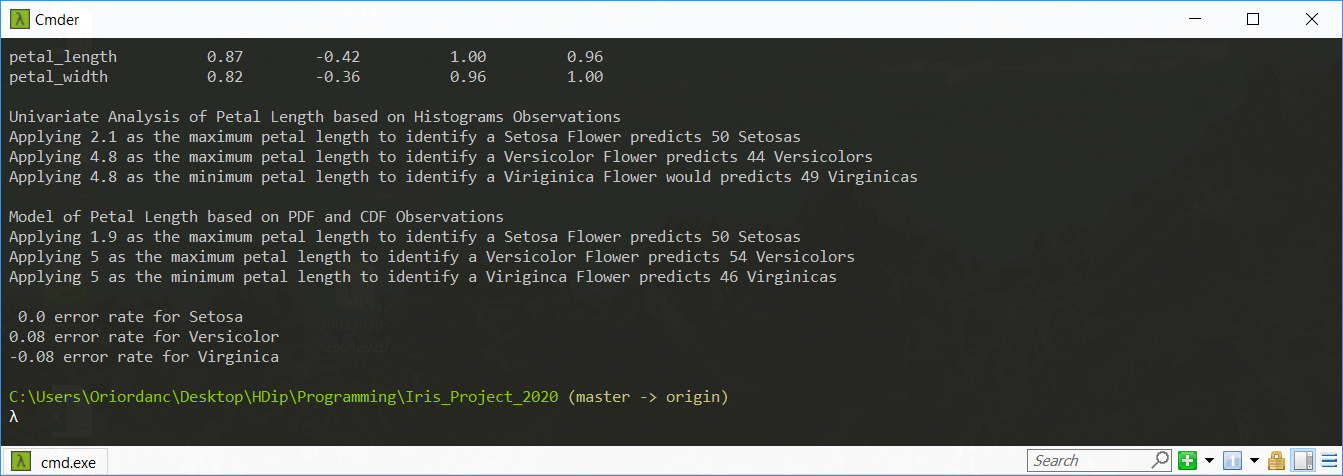 Cmder
petal_length 0.87 -0.42 1.00 0.96
petal_width 0.82 -0.36 0.96 1.00
Univariate Analysis of Petal Length based on Histograms Observations
Applying 2.1 as the maximum petal length to identify a Setosa Flower predicts 50 Setosas
Applying 4.8 as the maximum petal length to identify a Versicolor Flower predicts 44 Versicolors
Applying 4.8 as the minimum petal length to identify a Viriginica Flower would predicts 49 Virginicas
Model of Petal Length based on PDF and CDF Observations
Applying 1.9 as the maximum petal length to identify a Setosa Flower predicts 50 Setosas
Applying 5 as the maximum petal length to identify a Versicolor Flower predicts 54 Versicolors
Applying 5 as the minimum petal length to identify a Viriginca Flower predicts 46 Virginicas
0.0 error rate for Setosa
0.08 error rate for Versicolor
-0.08 error rate for Virginica
C:\Users\Oriordanc\Desktop\HDip\Programming\Iris_Project_2020 (master -> origin)
λ
cmd.exe
Search